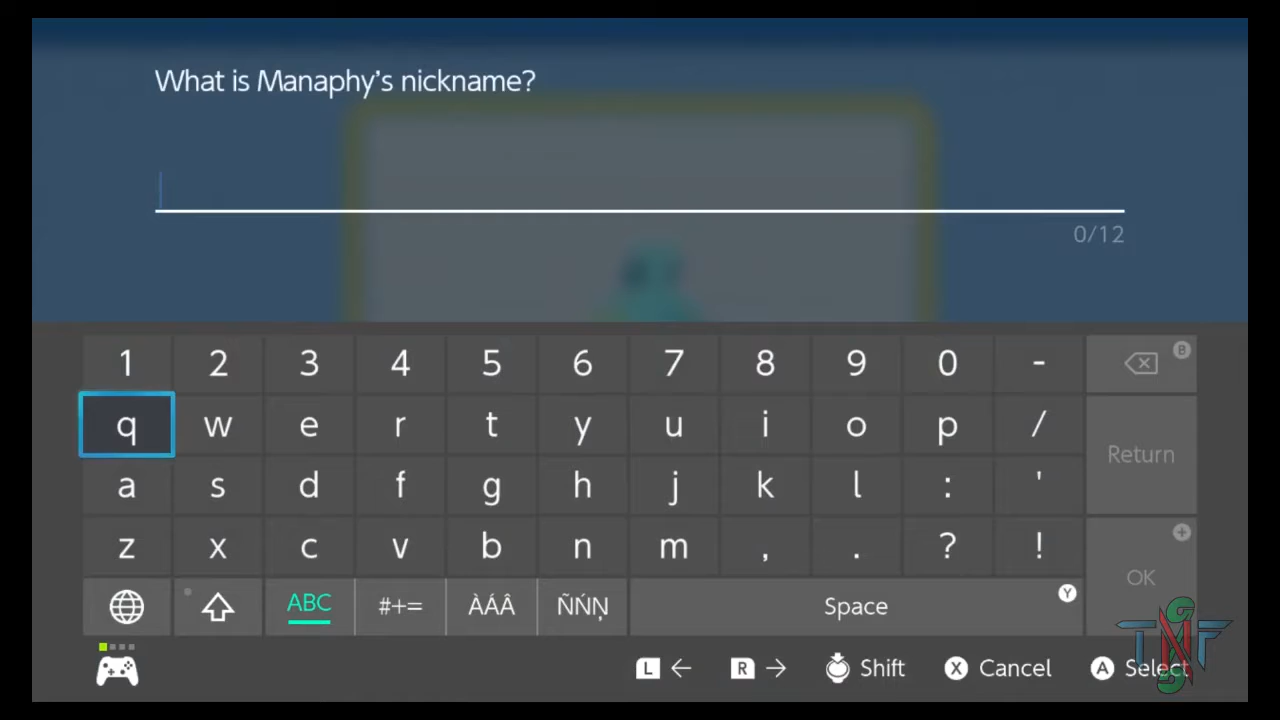 What is Manaphy's nickname?
0/12
1 2 3 4 5 6 7 8 9 0 - B
q w e r t y u i o p / Return
a s d f g h j k l : '
z x c v b n m , . ? ! + OK
ABC #+= ÀÁÂ ÑŃŅ Space Y
L ← R → Shift X Cancel A Select
TNF